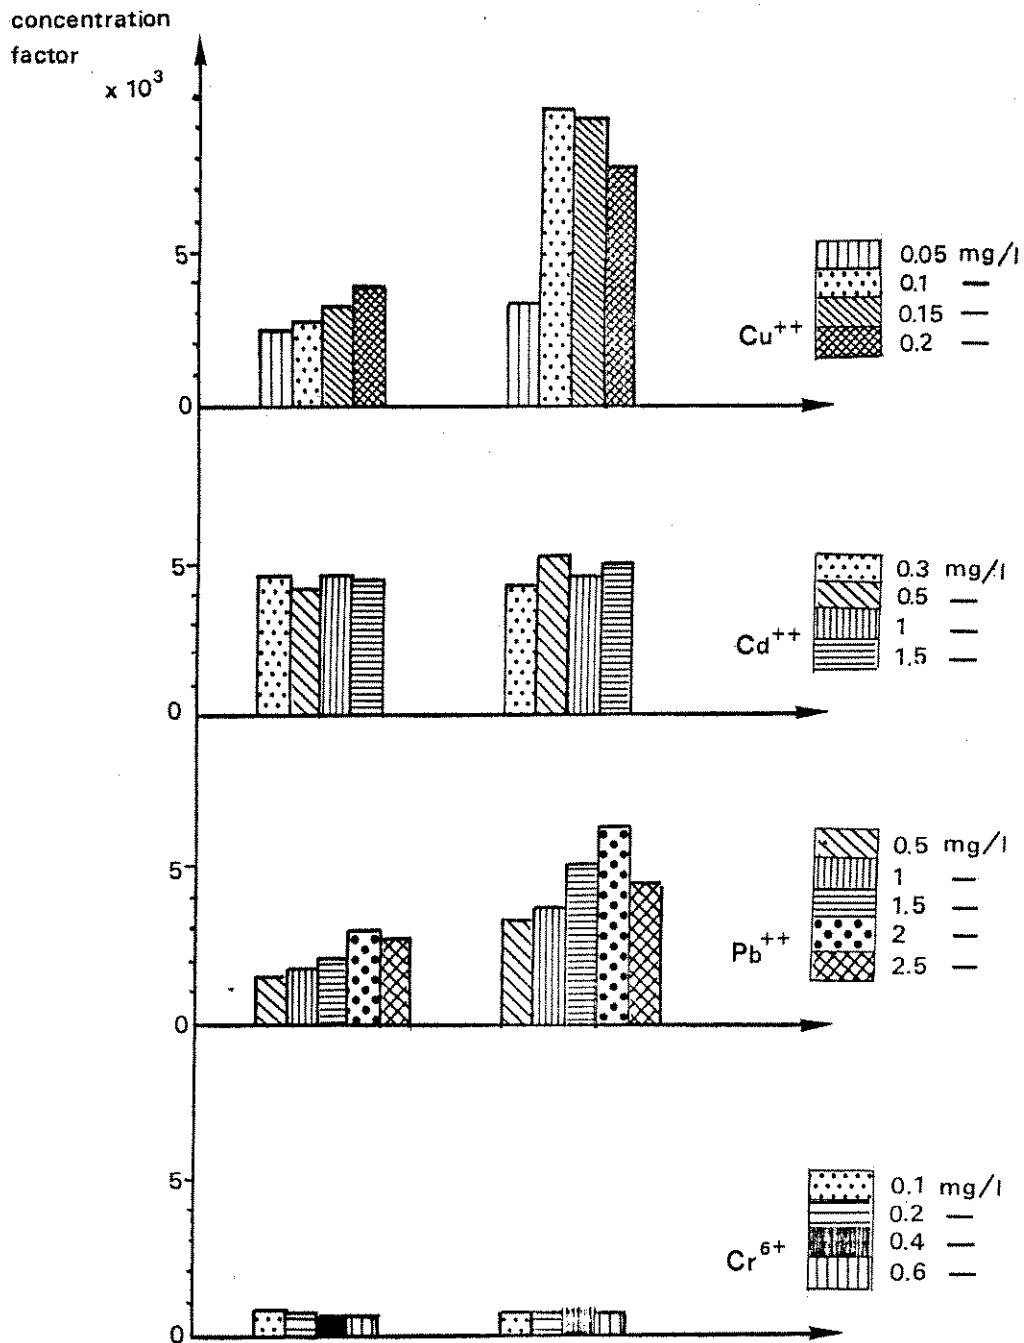 concentration
factor
x 10³
5
0
Cu⁺⁺
0.05 mg/l
0.1 —
0.15 —
0.2 —
5
0
Cd⁺⁺
0.3 mg/l
0.5 —
1 —
1.5 —
5
0
Pb⁺⁺
0.5 mg/l
1 —
1.5 —
2 —
2.5 —
5
0
Cr⁶⁺
0.1 mg/l
0.2 —
0.4 —
0.6 —